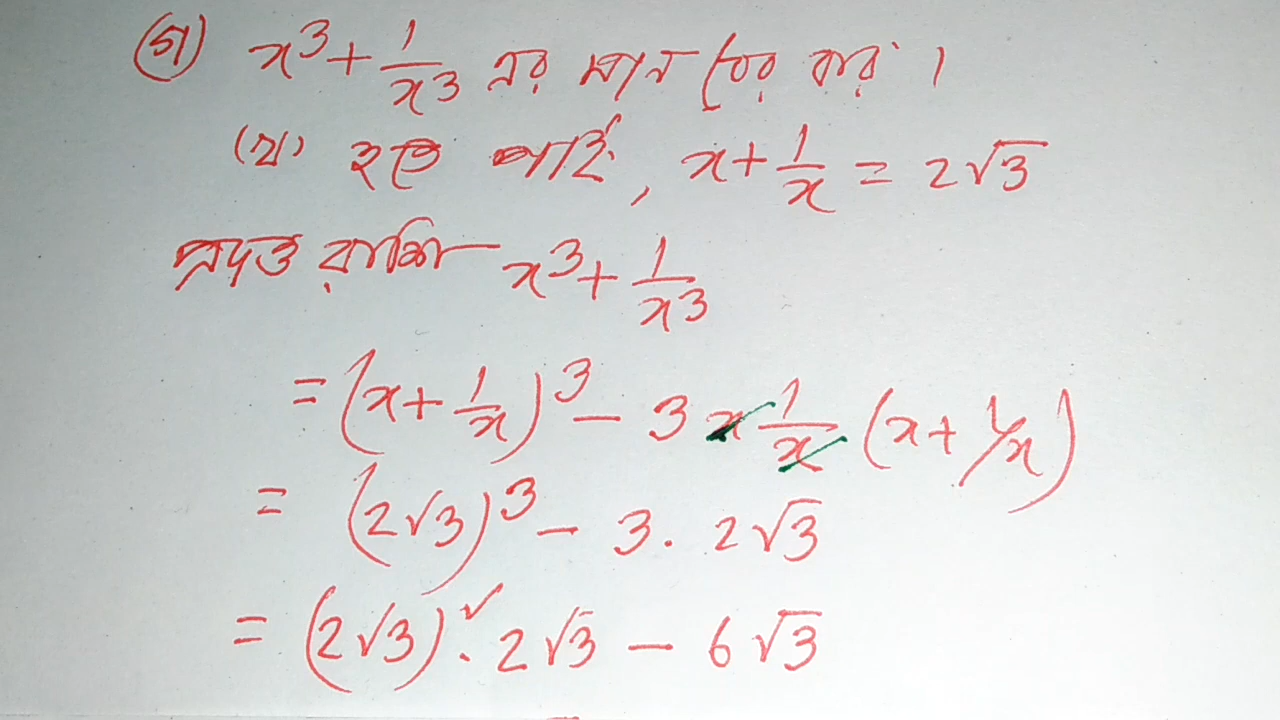 (গ) x³ + 1/x³ এর মান বের কর।
(খ) হতে পাই, x + 1/x = 2√3
প্রদত্ত রাশি x³ + 1/x³
= (x + 1/x)³ - 3 x 1/x (x + 1/x)
= (2√3)³ - 3. 2√3
= (2√3)². 2√3 - 6√3